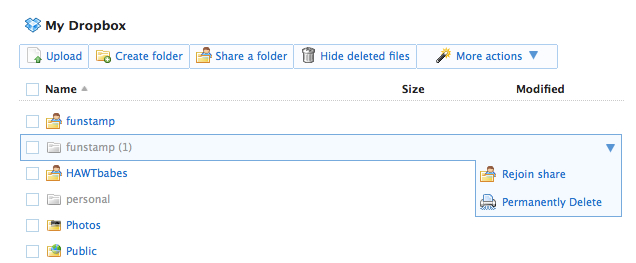 My Dropbox
Upload Create folder Share a folder Hide deleted files More actions
Name Size Modified
funstamp
funstamp (1)
HAWTbabes Rejoin share
personal Permanently Delete
Photos
Public